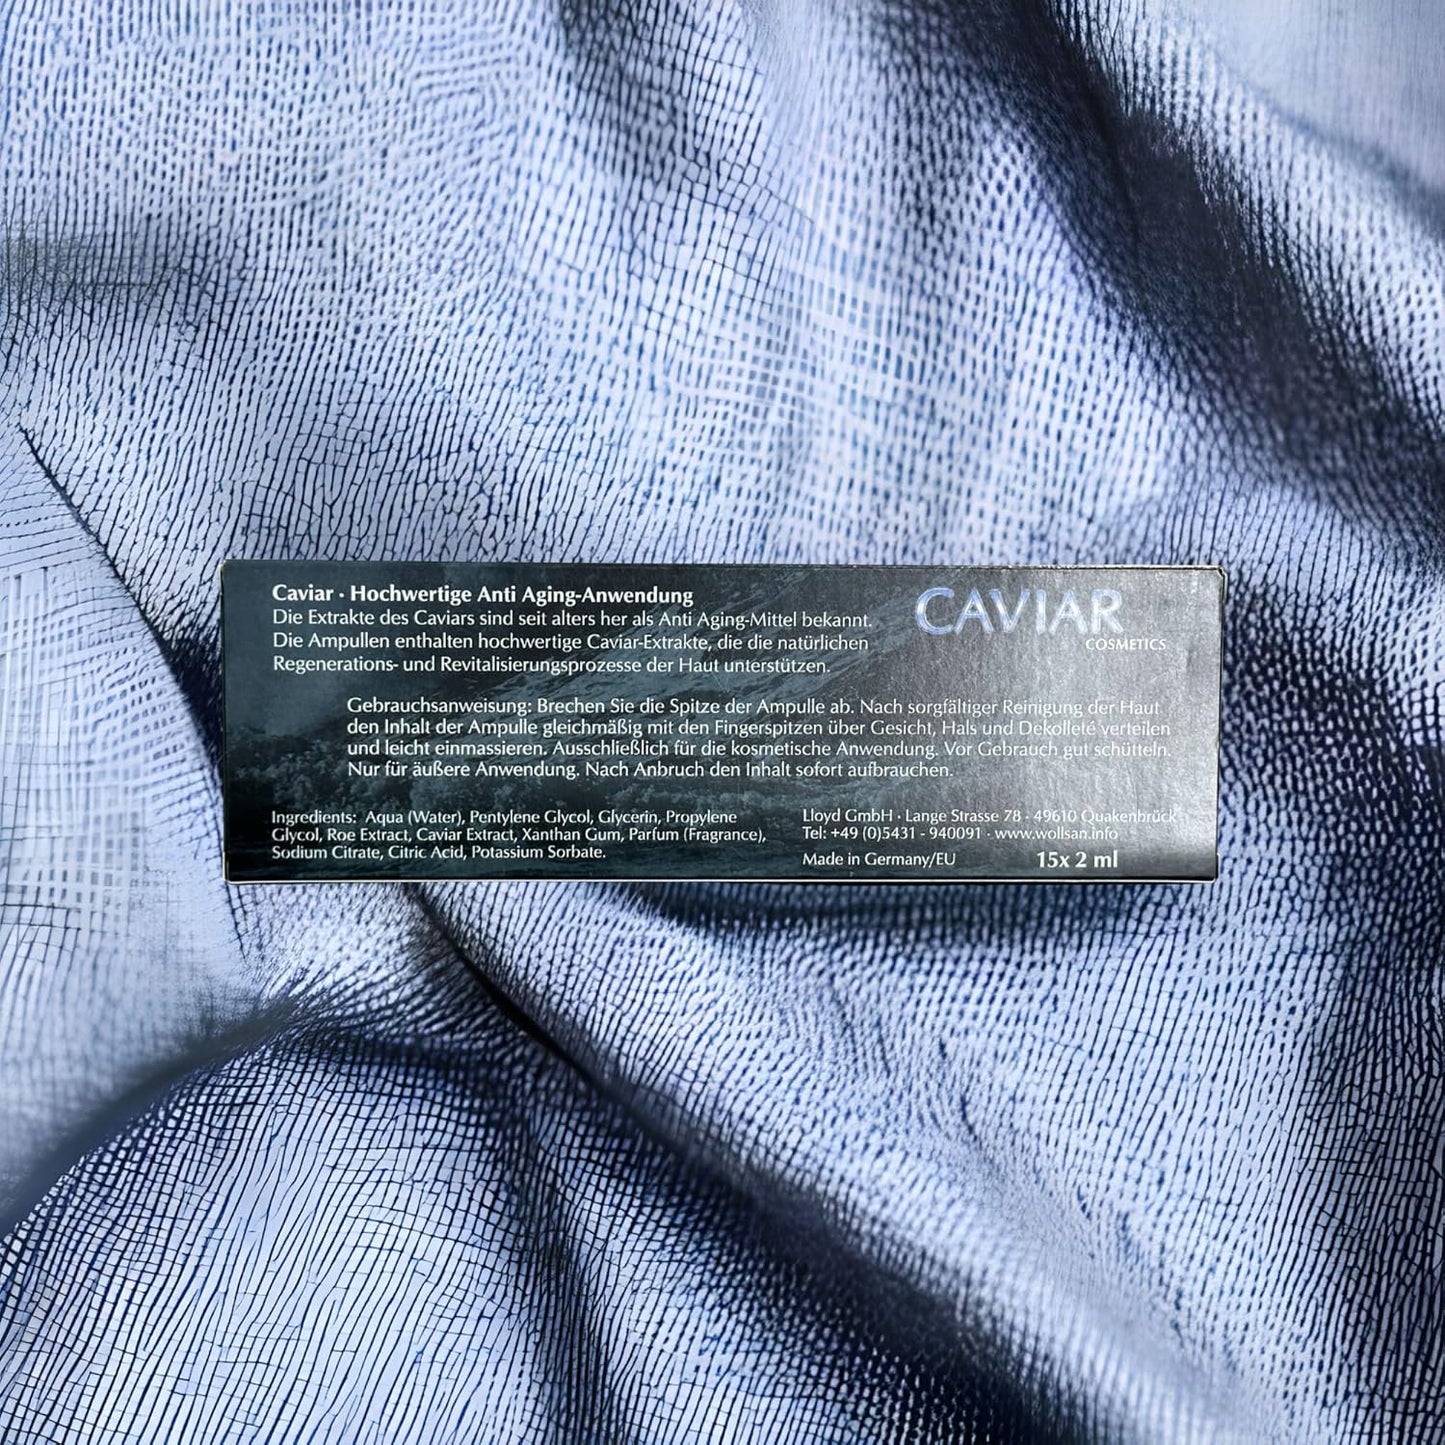 Caviar · Hochwertige Anti Aging-Anwendung
Die Extrakte des Caviars sind seit alters her als Anti Aging-Mittel bekannt.
Die Ampullen enthalten hochwertige Caviar-Extrakte, die die natürlichen
Regenerations- und Revitalisierungsprozesse der Haut unterstützen.
CAVIAR
COSMETICS
Gebrauchsanweisung: Brechen Sie die Spitze der Ampulle ab. Nach sorgfältiger Reinigung der Haut
den Inhalt der Ampulle gleichmäßig mit den Fingerspitzen über Gesicht, Hals und Dekolleté verteilen
und leicht einmassieren. Ausschließlich für die kosmetische Anwendung. Vor Gebrauch gut schütteln.
Nur für äußere Anwendung. Nach Anbruch den Inhalt sofort aufbrauchen.
Ingredients: Aqua (Water), Pentylene Glycol, Glycerin, Propylene
Glycol, Roe Extract, Caviar Extract, Xanthan Gum, Parfum (Fragrance),
Sodium Citrate, Citric Acid, Potassium Sorbate.
Lloyd GmbH · Lange Strasse 78 · 49610 Quakenbrück
Tel: +49 (0)5431 - 940091 · www.wollsan.info
Made in Germany/EU
15x 2 ml